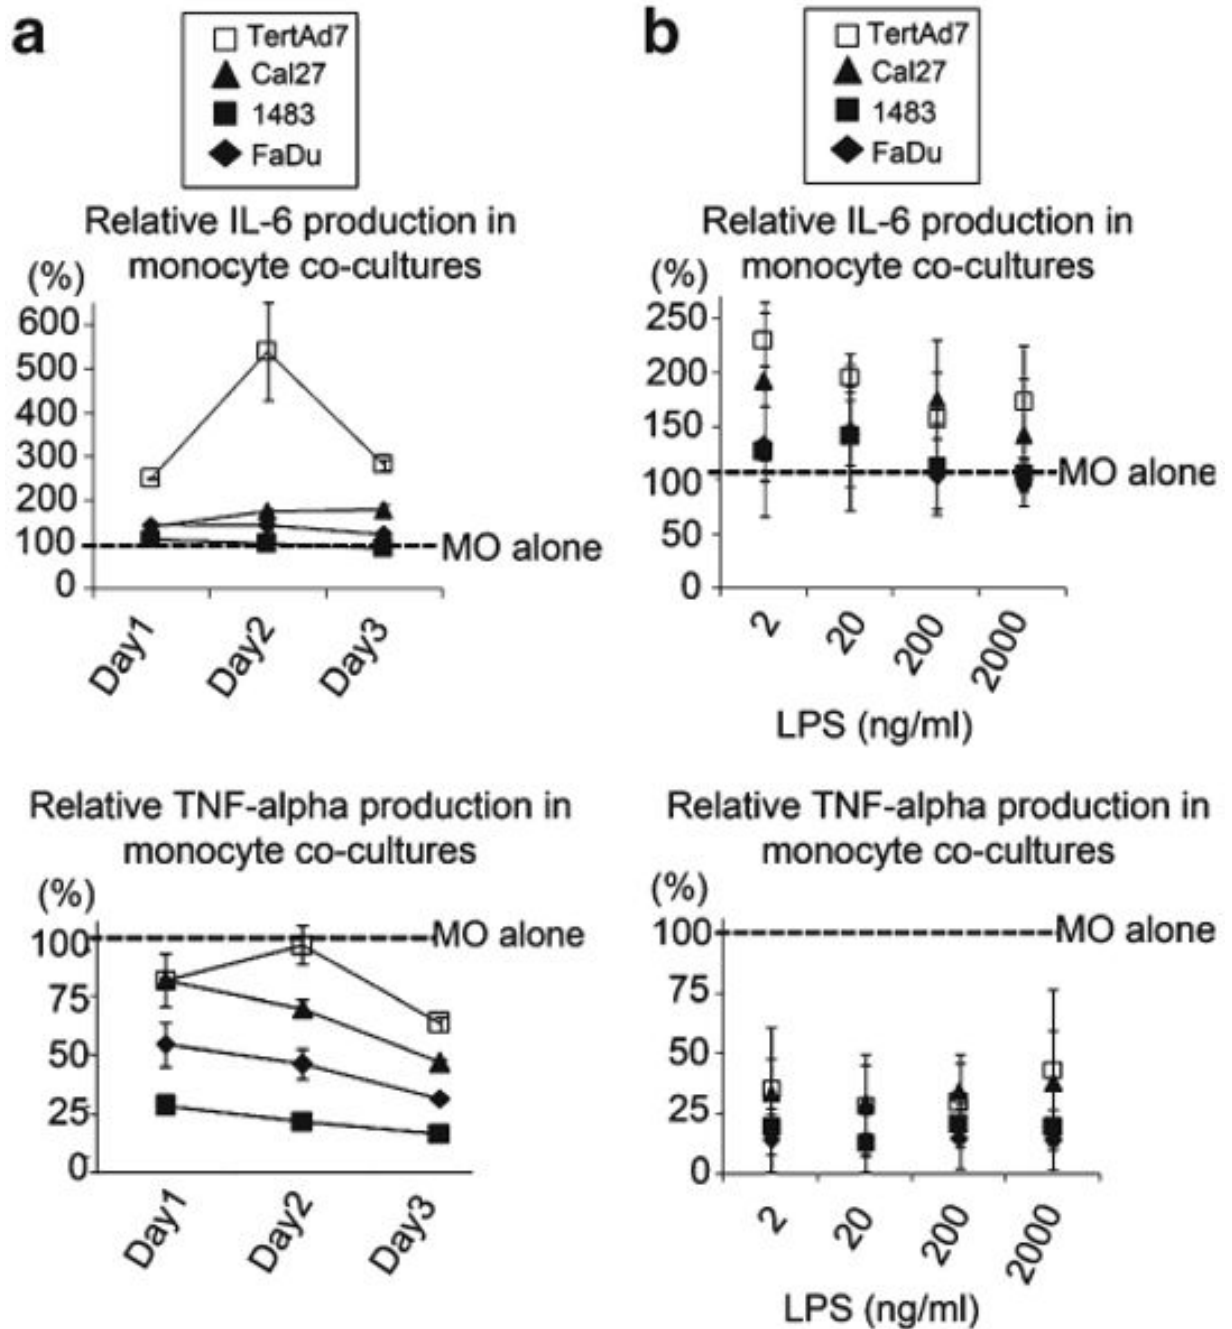 a
TertAd7
Cal27
1483
FaDu
Relative IL-6 production in
monocyte co-cultures
(%)
600
500
400
300
200
100
0
MO alone
Day1
Day2
Day3
Relative TNF-alpha production in
monocyte co-cultures
(%)
100
75
50
25
0
MO alone
Day1
Day2
Day3
b
TertAd7
Cal27
1483
FaDu
Relative IL-6 production in
monocyte co-cultures
(%)
250
200
150
100
50
0
MO alone
2
20
200
2000
LPS (ng/ml)
Relative TNF-alpha production in
monocyte co-cultures
(%)
100
75
50
25
0
MO alone
2
20
200
2000
LPS (ng/ml)